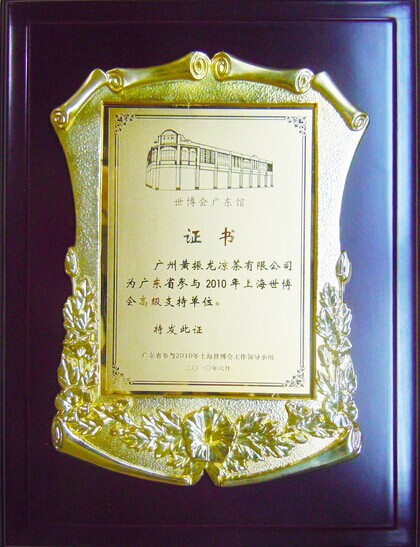 世博会广东馆
证书
广州黄振龙凉茶有限公司
为广东省参与2010年上海世博
会高级支持单位。
特发此证
广东省参与2010年上海世博会工作领导小组
二〇一〇年六月